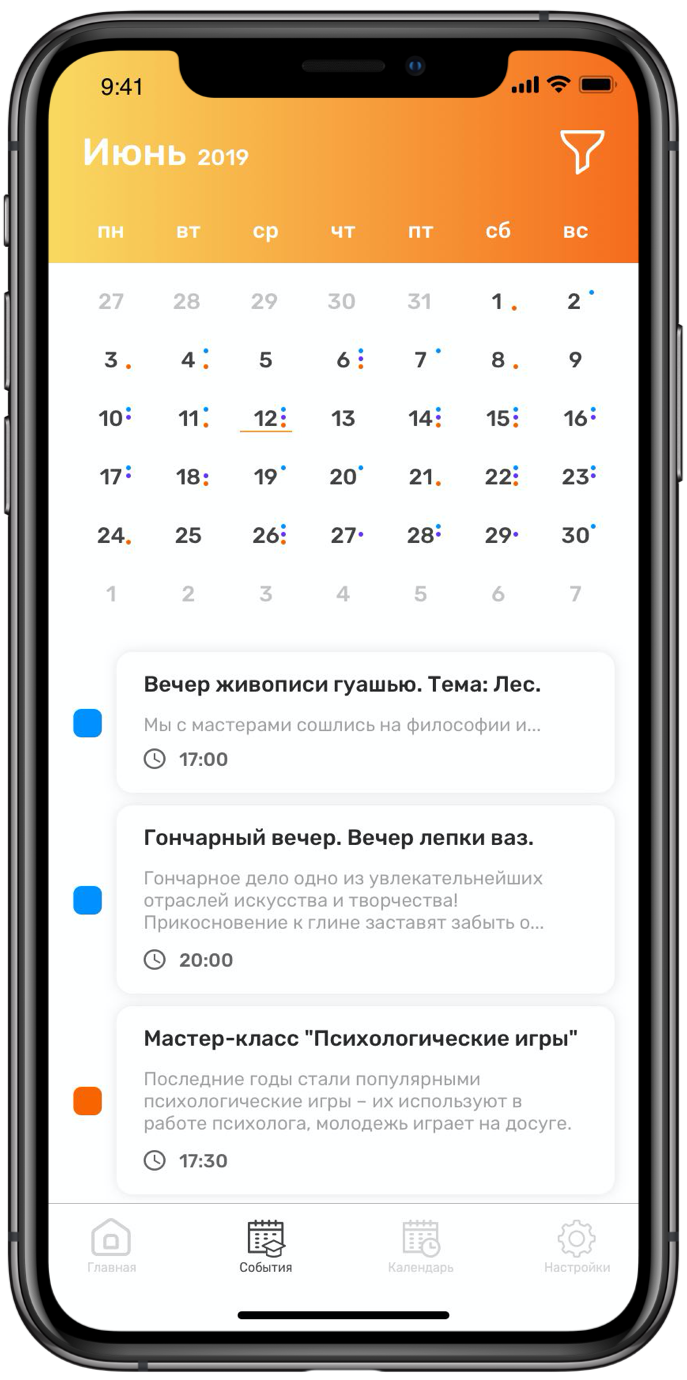 9:41
Июнь 2019
пн вт ср чт пт сб вс
27 28 29 30 31 1 2
3 4 5 6 7 8 9
10 11 12 13 14 15 16
17 18 19 20 21 22 23
24 25 26 27 28 29 30
1 2 3 4 5 6 7
Вечер живописи гуашью. Тема: Лес.
Мы с мастерами сошлись на философии и...
17:00
Гончарный вечер. Вечер лепки ваз.
Гончарное дело одно из увлекательнейших
отраслей искусства и творчества!
Прикосновение к глине заставят забыть о...
20:00
Мастер-класс "Психологические игры"
Последние годы стали популярными
психологические игры – их используют в
работе психолога, молодежь играет на досуге.
17:30
Главная События Календарь Настройки